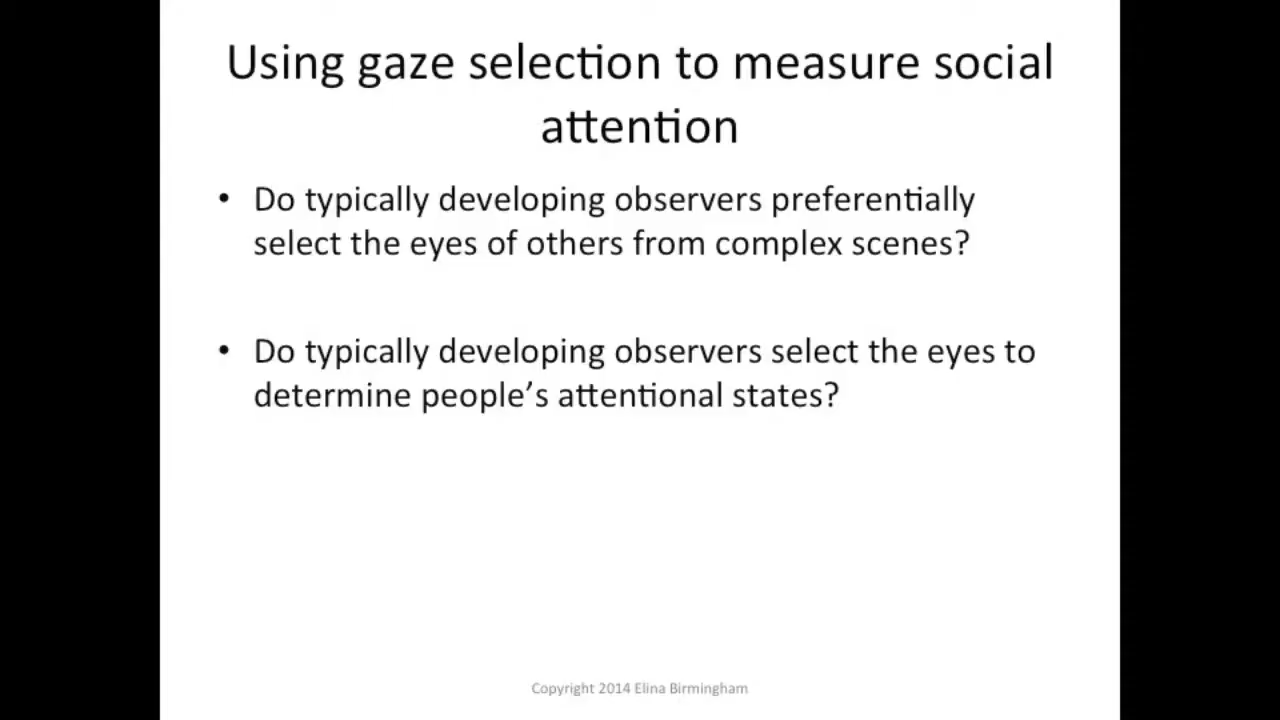 Using gaze selection to measure social
attention
• Do typically developing observers preferentially
select the eyes of others from complex scenes?
• Do typically developing observers select the eyes to
determine people’s attentional states?
Copyright 2014 Elina Birmingham